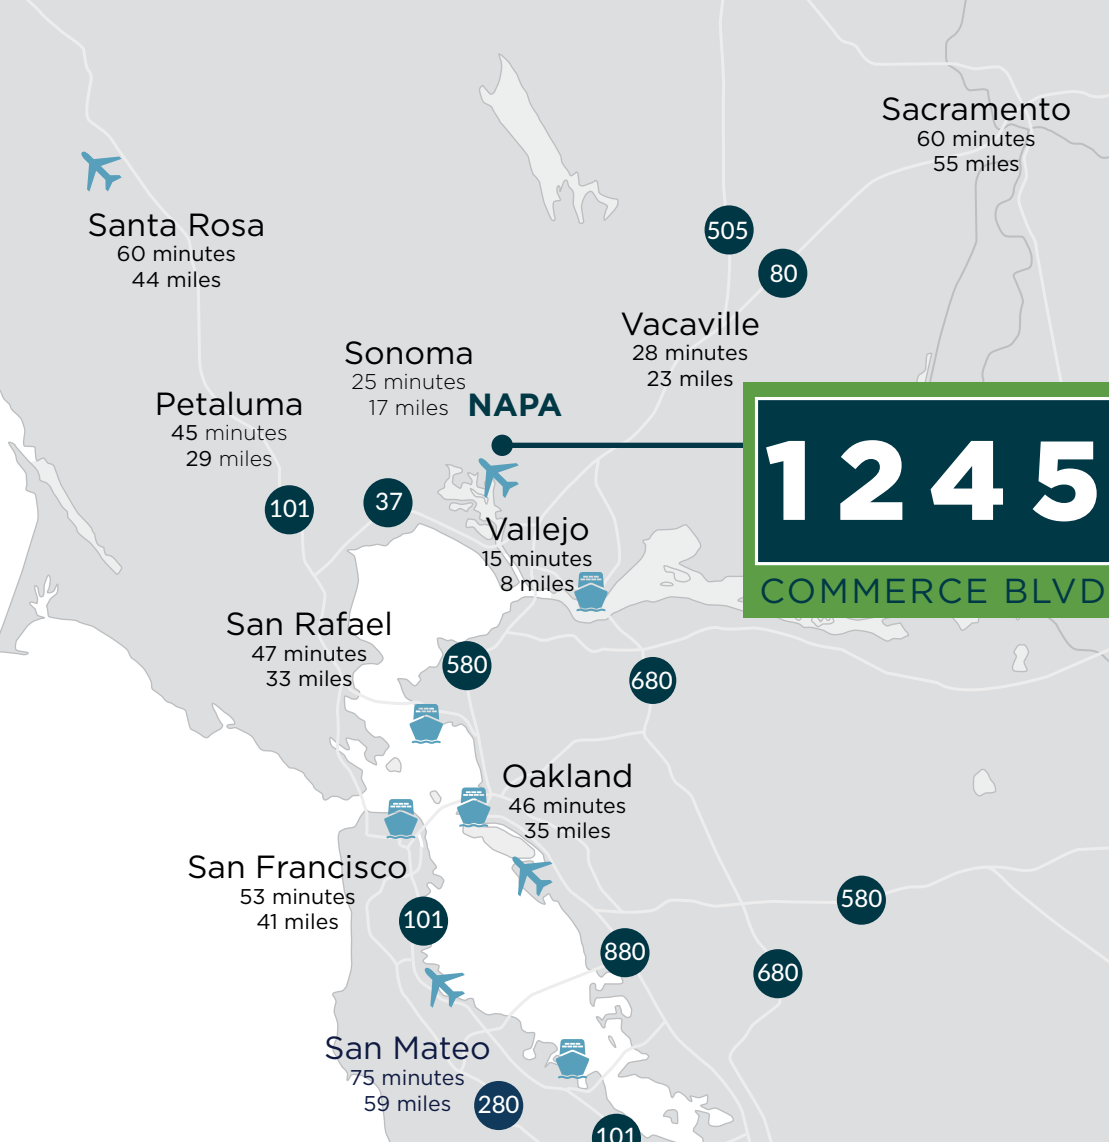 Sacramento
60 minutes
55 miles
Santa Rosa
60 minutes
44 miles
505
80
Vacaville
28 minutes
23 miles
Sonoma
25 minutes
17 miles
NAPA
Petaluma
45 minutes
29 miles
1245
COMMERCE BLVD
101
37
Vallejo
15 minutes
8 miles
San Rafael
47 minutes
33 miles
580
680
Oakland
46 minutes
35 miles
San Francisco
53 minutes
41 miles
101
580
880
680
San Mateo
75 minutes
59 miles
280
101